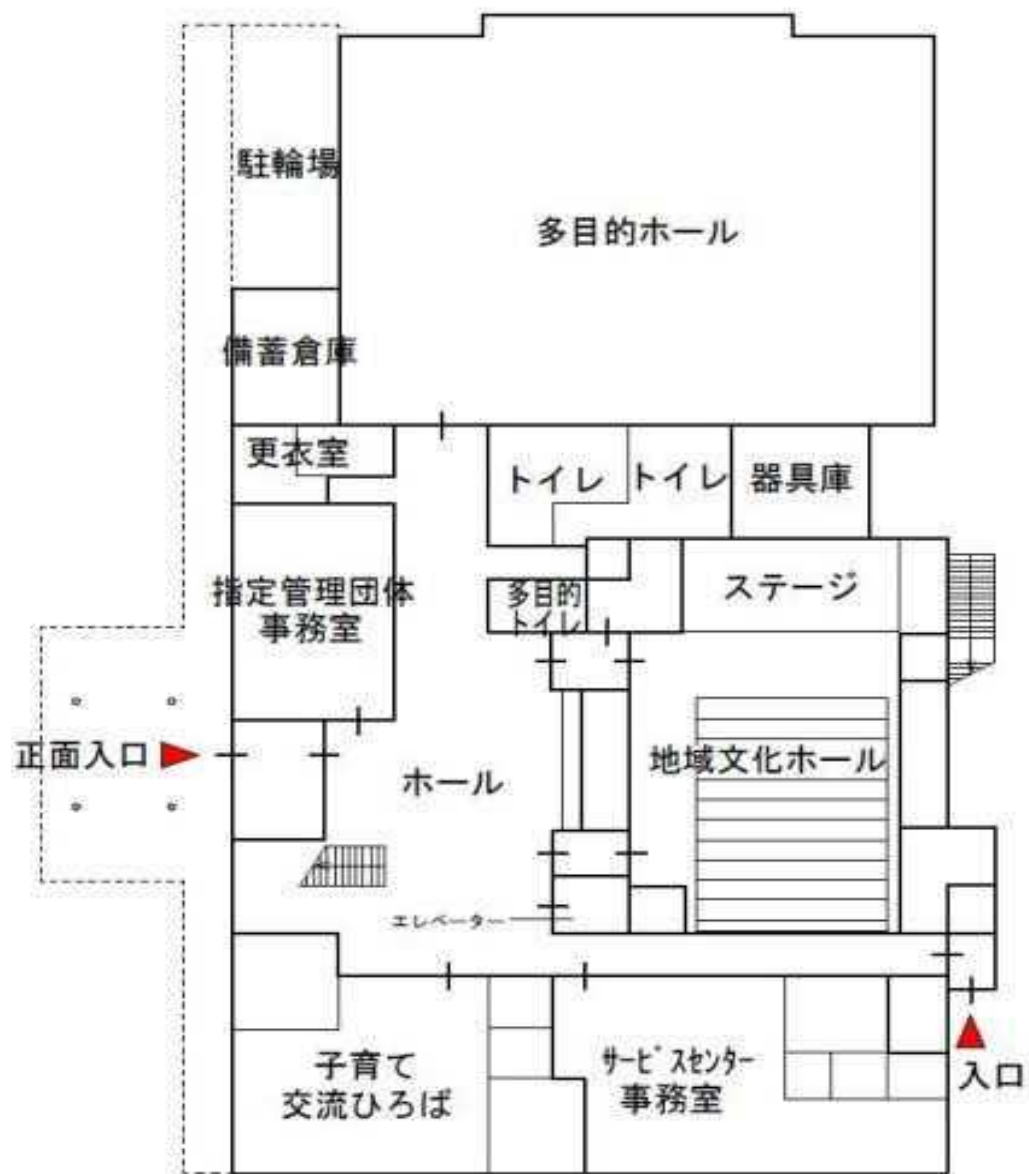 駐輪場
多目的ホール
備蓄倉庫
更衣室
トイレ
トイレ
器具庫
指定管理団体
事務室
多目的
トイレ
ステージ
正面入口
ホール
地域文化ホール
エレベーター
子育て
交流ひろば
ｻｰﾋﾞｽｾﾝﾀｰ
事務室
入口